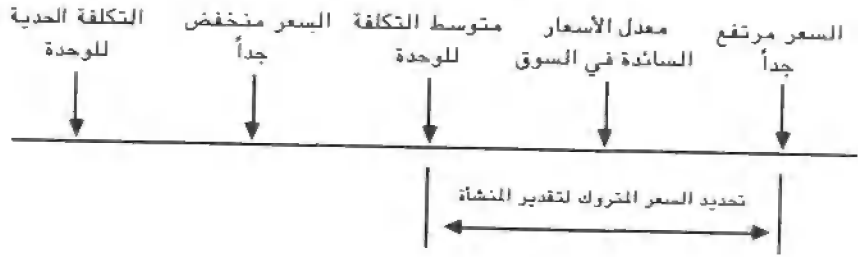 السعر مرتفع
جداً
معدل الأسعار
السائدة في السوق
متوسط التكلفة
للوحدة
السعر منخفض
جداً
التكلفة الحدية
للوحدة
تحديد السعر المتروك لتقدير المنشأة